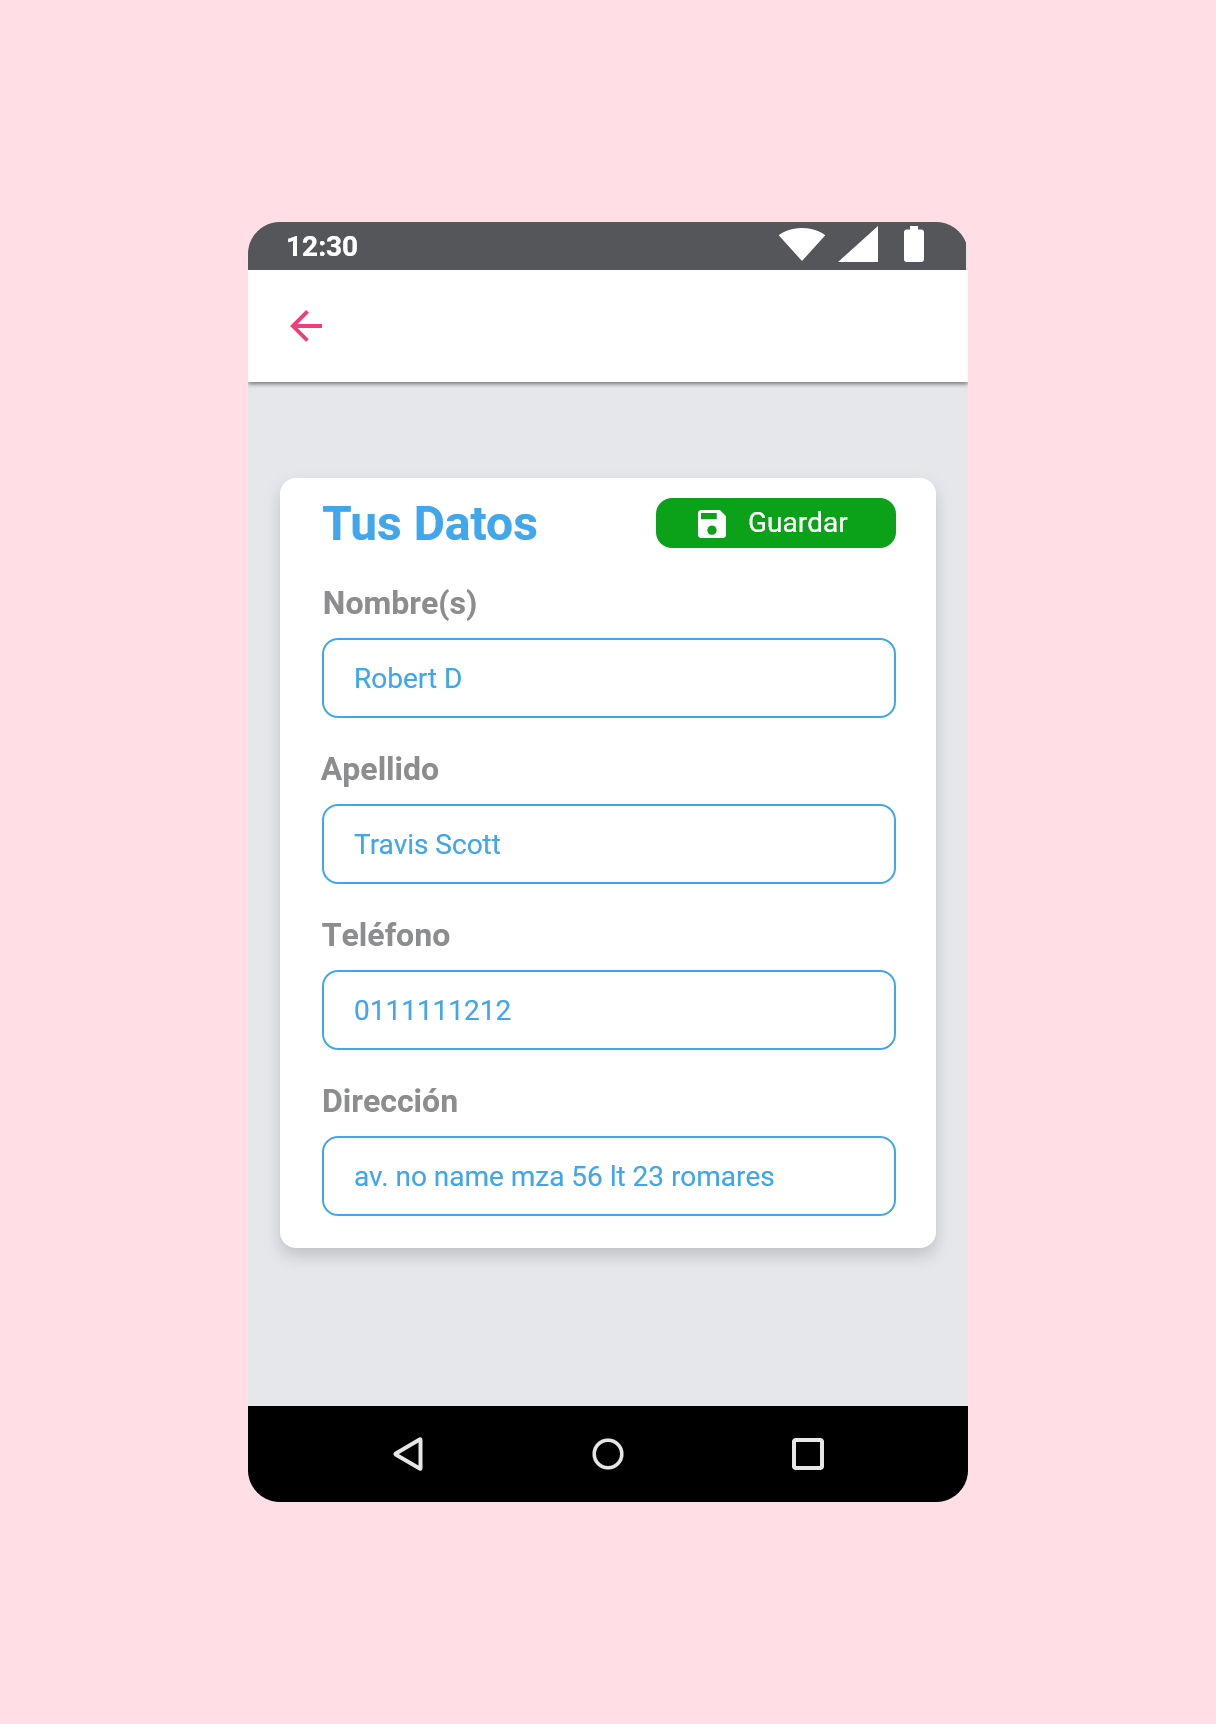 12:30
Tus Datos
Guardar
Nombre(s)
Robert D
Apellido
Travis Scott
Teléfono
0111111212
Dirección
av. no name mza 56 lt 23 romares